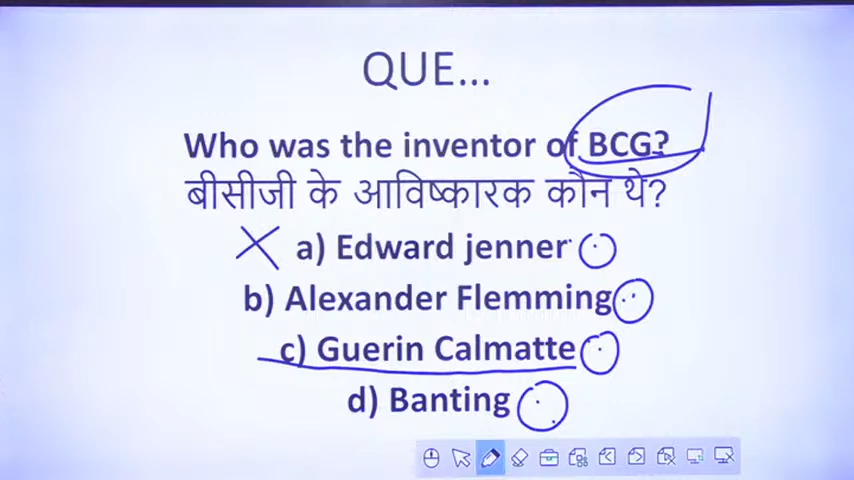 QUE...
Who was the inventor of BCG?
बीसीजी के आविष्कारक कौन थे?
a) Edward jenner
b) Alexander Flemming
c) Guerin Calmatte
d) Banting